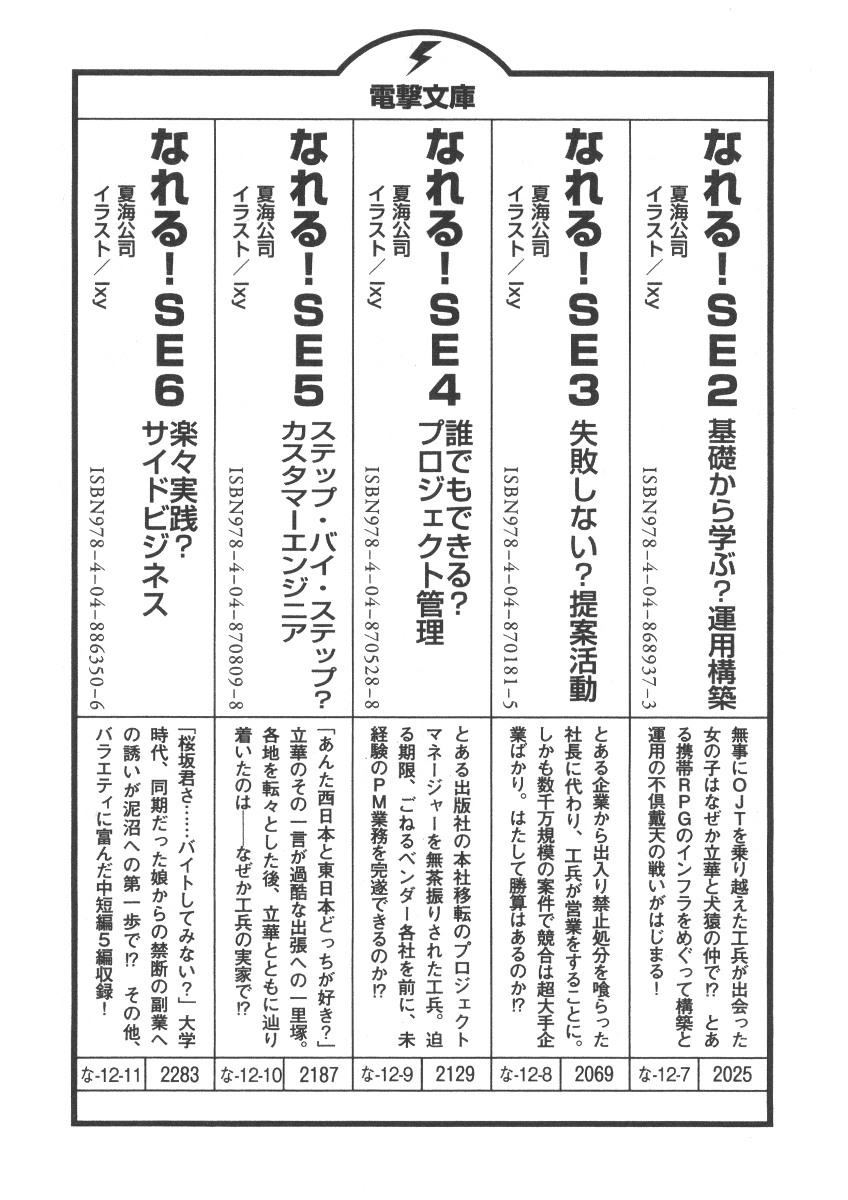 電撃文庫
なれる！SE2
基礎から学ぶ？運用構築
夏海公司
イラスト／Ixy
ISBN978-4-04-868937-3
無事にOJTを乗り越えた工兵が出会った
女の子はなぜか立華と犬猿の仲で!?　とあ
る携帯RPGのインフラをめぐって構築と
運用の不倶戴天の戦いがはじまる！
な-12-7
2025
なれる！SE3
失敗しない？提案活動
夏海公司
イラスト／Ixy
ISBN978-4-04-870181-5
とある企業から出入り禁止処分を喰らった
社長に代わり、工兵が営業をすることに。
しかも数千万規模の案件で競合は超大手企
業ばかり。はたして勝算はあるのか!?
な-12-8
2069
なれる！SE4
誰でもできる？
プロジェクト管理
夏海公司
イラスト／Ixy
ISBN978-4-04-870528-8
とある出版社の本社移転のプロジェクト
マネージャーを無茶振りされた工兵。迫
る期限、ごねるベンダー各社を前に、未
経験のPM業務を完遂できるのか!?
な-12-9
2129
なれる！SE5
ステップ・バイ・ステップ？
カスタマーエンジニア
夏海公司
イラスト／Ixy
ISBN978-4-04-870809-8
「あんた西日本と東日本どっちが好き？」
立華のその一言が過酷な出張への一里塚。
各地を転々とした後、立華とともに辿り
着いたのは――なぜか工兵の実家で!?
な-12-10
2187
なれる！SE6
楽々実践？
サイドビジネス
夏海公司
イラスト／Ixy
ISBN978-4-04-886350-6
「桜坂君さ……バイトしてみない？」大学
時代、同期だった娘からの禁断の副業へ
の誘いが泥沼への第一歩で!?　その他、
バラエティに富んだ中短編5編収録！
な-12-11
2283